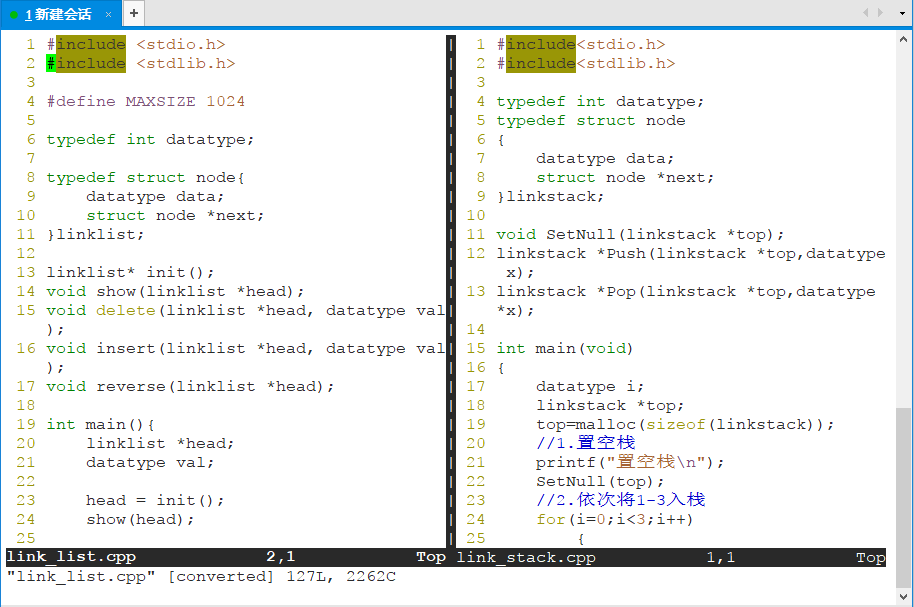 1 新建会话 × +
1 #include <stdio.h>
2 #include <stdlib.h>
3
4 #define MAXSIZE 1024
5
6 typedef int datatype;
7
8 typedef struct node{
9     datatype data;
10     struct node *next;
11 }linklist;
12
13 linklist* init();
14 void show(linklist *head);
15 void delete(linklist *head, datatype val
);
16 void insert(linklist *head, datatype val
);
17 void reverse(linklist *head);
18
19 int main(){
20     linklist *head;
21     datatype val;
22
23     head = init();
24     show(head);
25
link_list.cpp 2,1 Top
1 #include<stdio.h>
2 #include<stdlib.h>
3
4 typedef int datatype;
5 typedef struct node
6 {
7     datatype data;
8     struct node *next;
9 }linkstack;
10
11 void SetNull(linkstack *top);
12 linkstack *Push(linkstack *top,datatype
 x);
13 linkstack *Pop(linkstack *top,datatype
*x);
14
15 int main(void)
16 {
17     datatype i;
18     linkstack *top;
19     top=malloc(sizeof(linkstack));
20     //1.置空栈
21     printf("置空栈\n");
22     SetNull(top);
23     //2.依次将1-3入栈
24     for(i=0;i<3;i++)
25         {
link_stack.cpp 1,1 Top
"link_list.cpp" [converted] 127L, 2262C